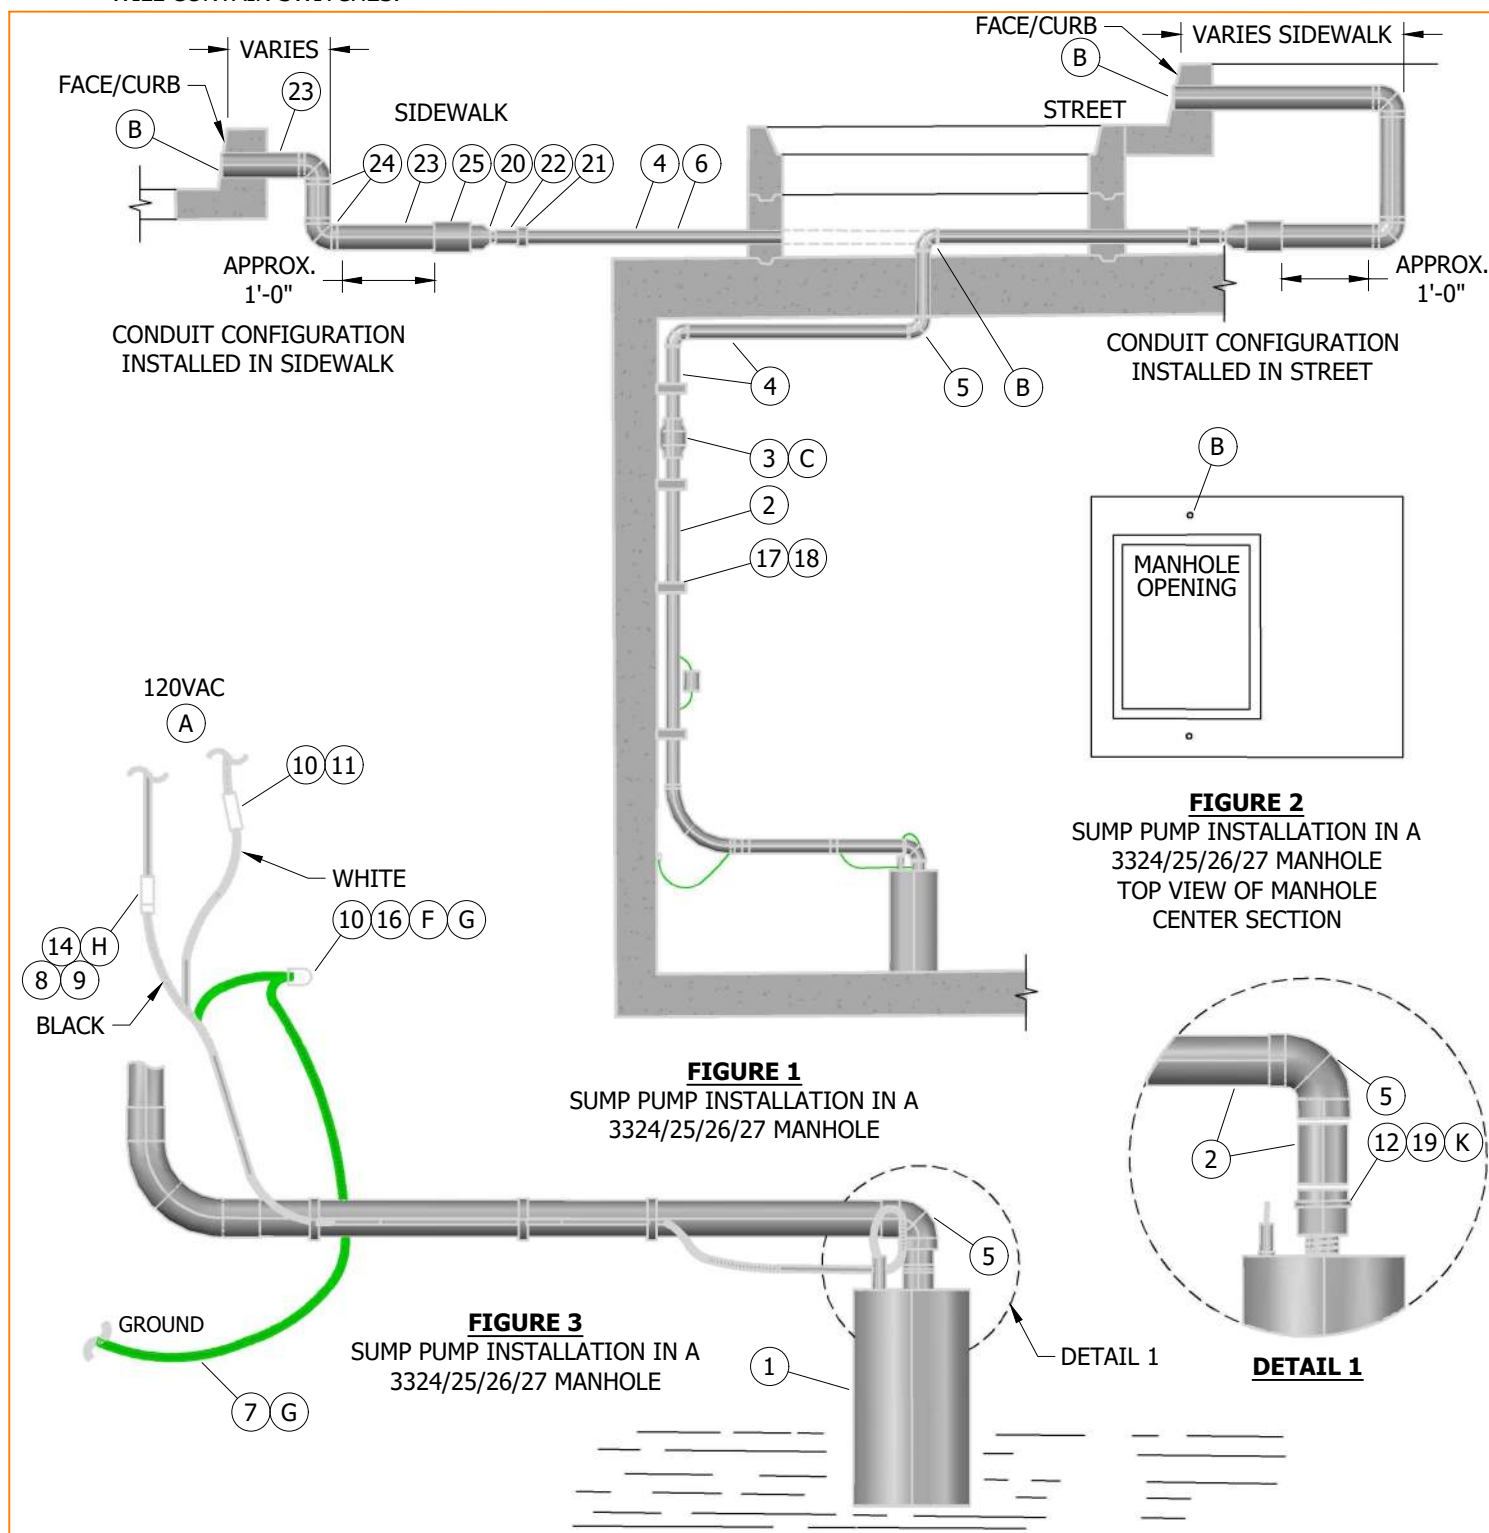 VARIES
FACE/CURB
23
B
SIDEWALK
24 23 25 20 22 21 4 6
APPROX.
1'-0"
CONDUIT CONFIGURATION
INSTALLED IN SIDEWALK
FACE/CURB
VARIES SIDEWALK
B
STREET
APPROX.
1'-0"
CONDUIT CONFIGURATION
INSTALLED IN STREET
4
5 B
3 C
2
17 18
B
MANHOLE
OPENING
FIGURE 2
SUMP PUMP INSTALLATION IN A
3324/25/26/27 MANHOLE
TOP VIEW OF MANHOLE
CENTER SECTION
FIGURE 1
SUMP PUMP INSTALLATION IN A
3324/25/26/27 MANHOLE
120VAC
A
10 11
WHITE
10 16 F G
14 H
8 9
BLACK
GROUND
7 G
FIGURE 3
SUMP PUMP INSTALLATION IN A
3324/25/26/27 MANHOLE
5
DETAIL 1
1
5
2
12 19 K
DETAIL 1